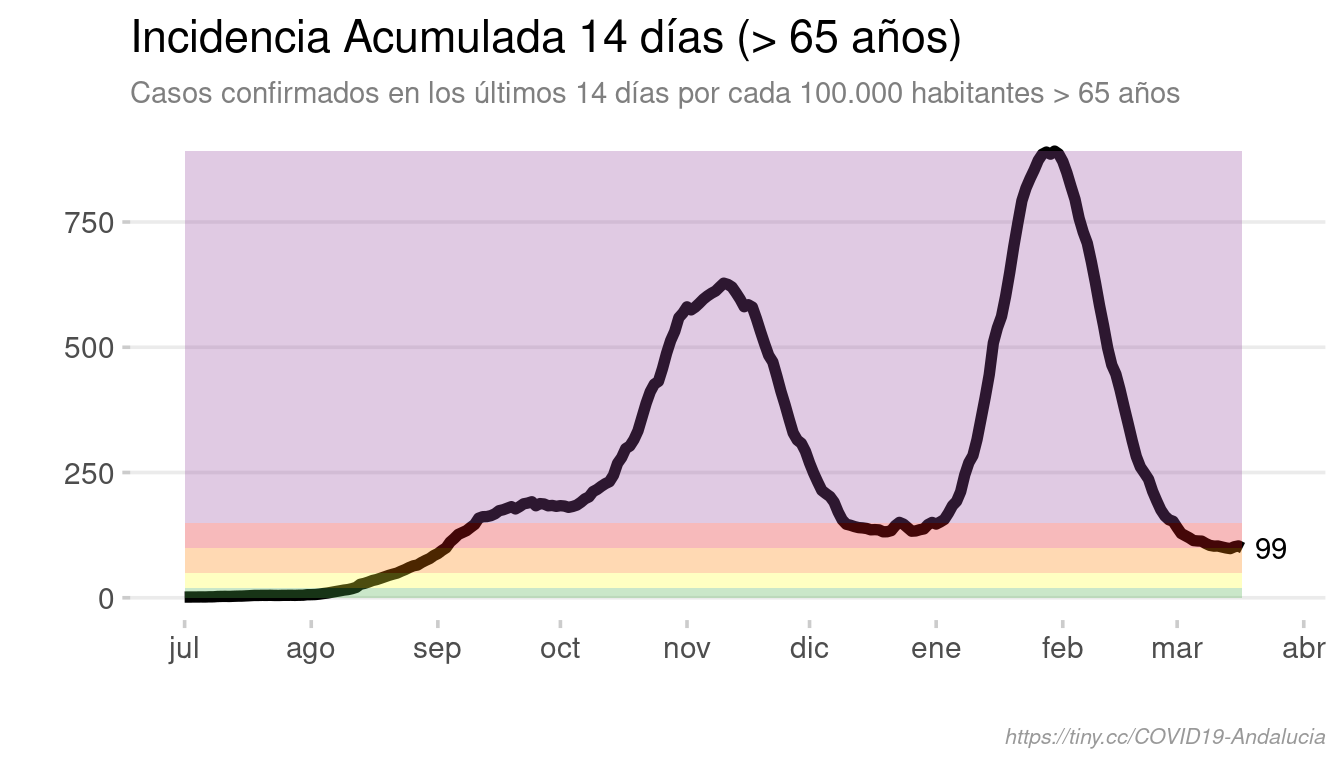 Incidencia Acumulada 14 días (> 65 años)
Casos confirmados en los últimos 14 días por cada 100.000 habitantes > 65 años
750
500
250
0
99
jul ago sep oct nov dic ene feb mar abr
https://tiny.cc/COVID19-Andalucia